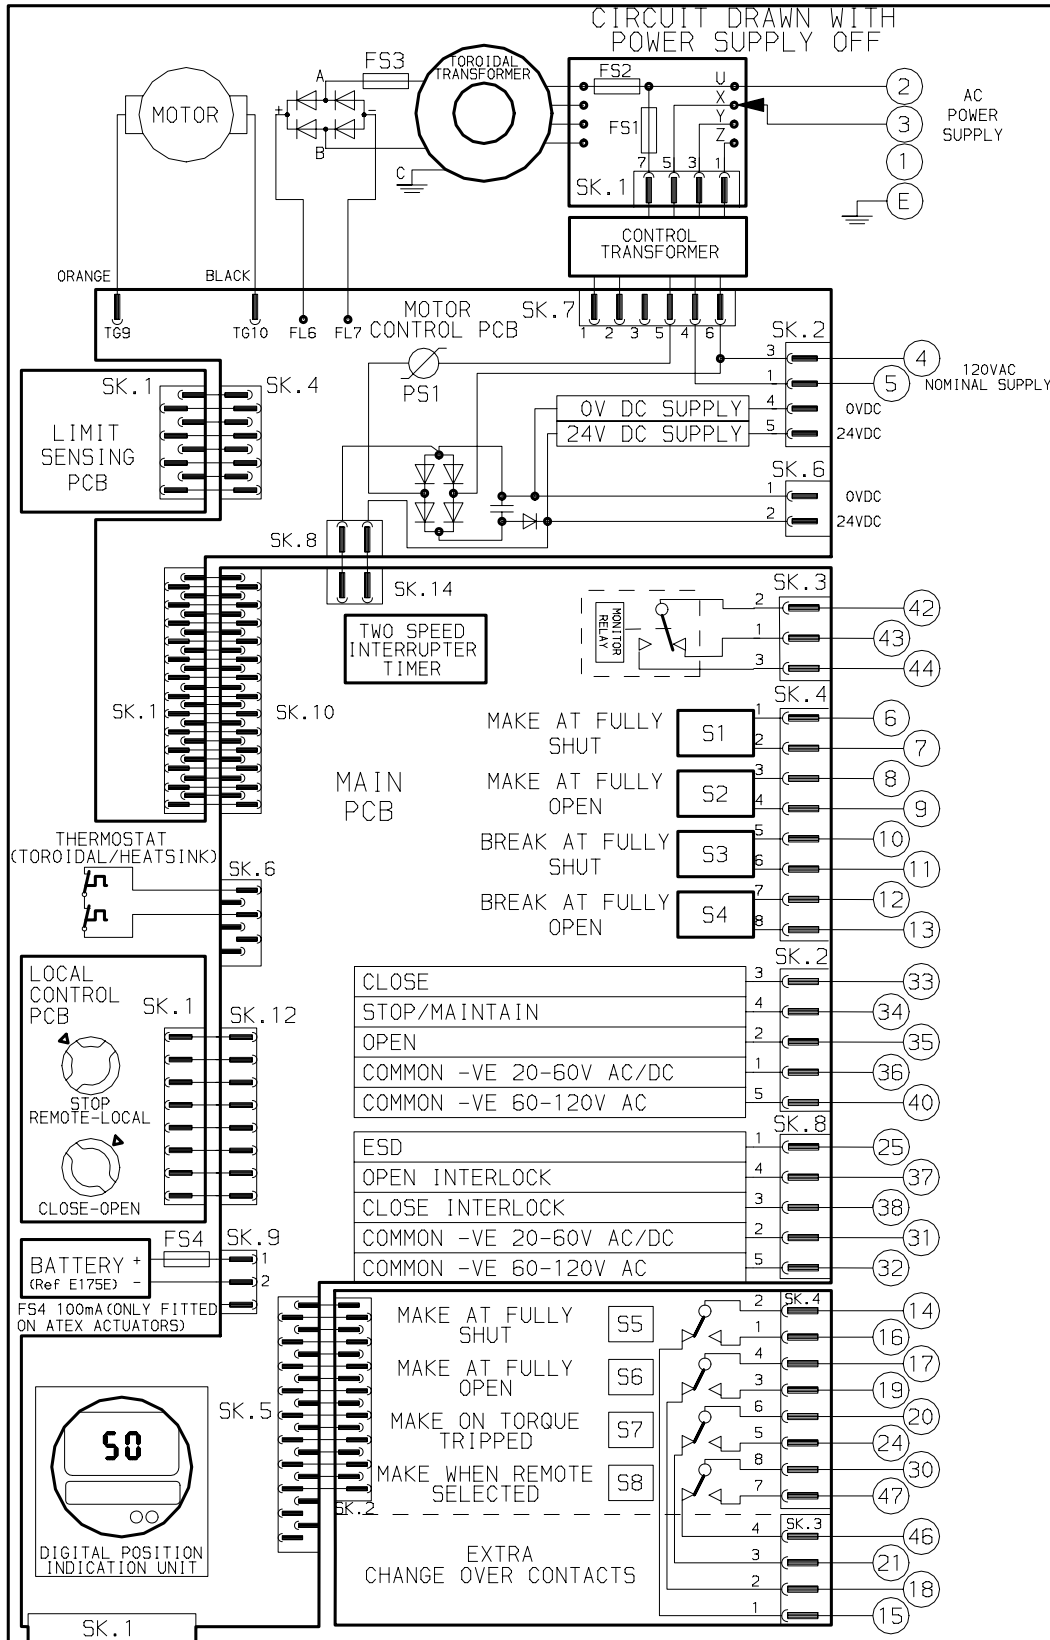 CIRCUIT DRAWN WITH
POWER SUPPLY OFF
MOTOR
A
B
+
-
FS3
TOROIDAL
TRANSFORMER
C
FS2
FS1
U
X
Y
Z
7 5 3 1
SK.1
2
3
1
E
AC
POWER
SUPPLY
CONTROL
TRANSFORMER
ORANGE
BLACK
TG9
TG10
FL6
FL7
MOTOR
CONTROL PCB
SK.7
1 2 3 5 4 6
PS1
SK.2
3
1
4
5
4
5
120VAC
NOMINAL SUPPLY
0V DC SUPPLY
24V DC SUPPLY
0VDC
24VDC
SK.6
1
2
0VDC
24VDC
SK.1
SK.4
LIMIT
SENSING
PCB
SK.8
SK.14
TWO SPEED
INTERRUPTER
TIMER
MONITOR
RELAY
SK.3
2
1
3
42
43
44
SK.1
SK.10
MAIN
PCB
SK.4
MAKE AT FULLY
SHUT
S1
1
2
6
7
MAKE AT FULLY
OPEN
S2
3
4
8
9
BREAK AT FULLY
SHUT
S3
5
6
10
11
BREAK AT FULLY
OPEN
S4
7
8
12
13
THERMOSTAT
(TOROIDAL/HEATSINK)
SK.6
SK.2
CLOSE 3 33
STOP/MAINTAIN 4 34
OPEN 2 35
COMMON -VE 20-60V AC/DC 1 36
COMMON -VE 60-120V AC 5 40
LOCAL
CONTROL
PCB
SK.1
SK.12
STOP
REMOTE-LOCAL
CLOSE-OPEN
SK.8
ESD 1 25
OPEN INTERLOCK 4 37
CLOSE INTERLOCK 3 38
COMMON -VE 20-60V AC/DC 2 31
COMMON -VE 60-120V AC 5 32
BATTERY
(Ref E175E)
+
-
FS4
SK.9
1
2
FS4 100mA(ONLY FITTED
ON ATEX ACTUATORS)
SK.4
MAKE AT FULLY
SHUT
S5
2
1
14
16
MAKE AT FULLY
OPEN
S6
4
3
17
19
MAKE ON TORQUE
TRIPPED
S7
6
5
20
24
MAKE WHEN REMOTE
SELECTED
S8
8
7
30
47
SK.5
SK.2
SK.3
4
3
2
1
46
21
18
15
EXTRA
CHANGE OVER CONTACTS
50
DIGITAL POSITION
INDICATION UNIT
SK.1